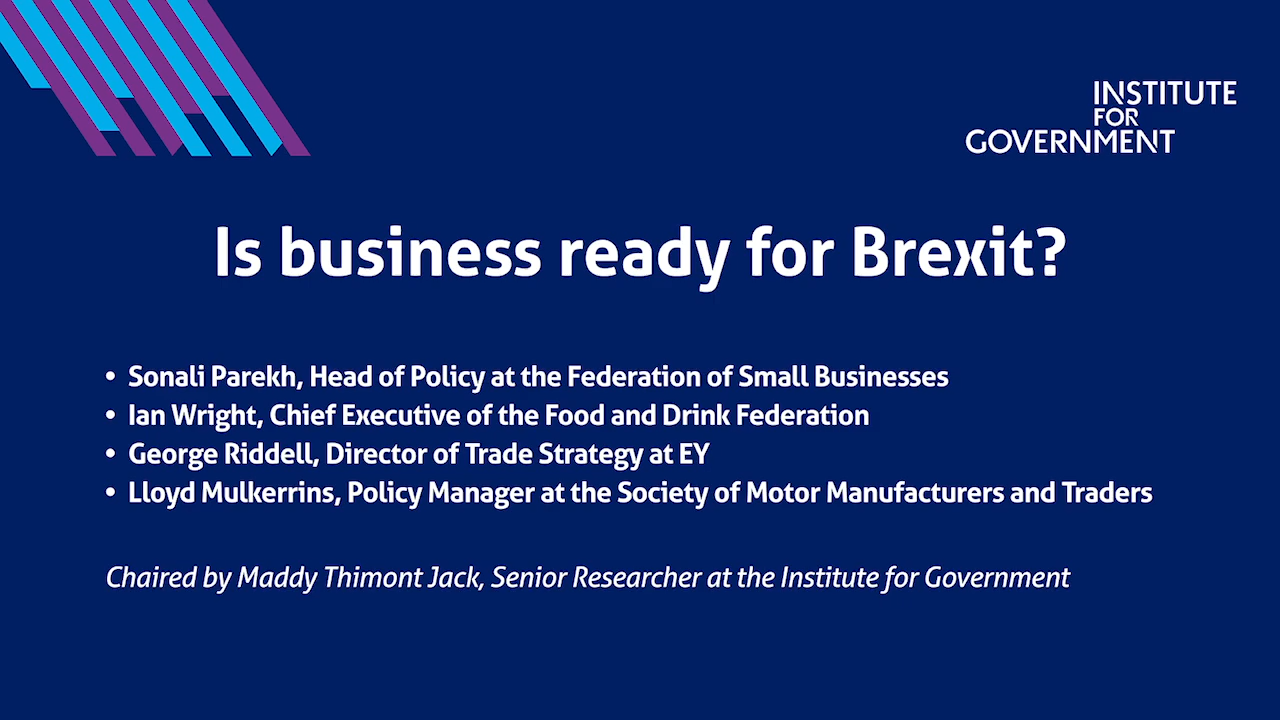 INSTITUTE
FOR
GOVERNMENT
Is business ready for Brexit?
• Sonali Parekh, Head of Policy at the Federation of Small Businesses
• Ian Wright, Chief Executive of the Food and Drink Federation
• George Riddell, Director of Trade Strategy at EY
• Lloyd Mulkerrins, Policy Manager at the Society of Motor Manufacturers and Traders
Chaired by Maddy Thimont Jack, Senior Researcher at the Institute for Government